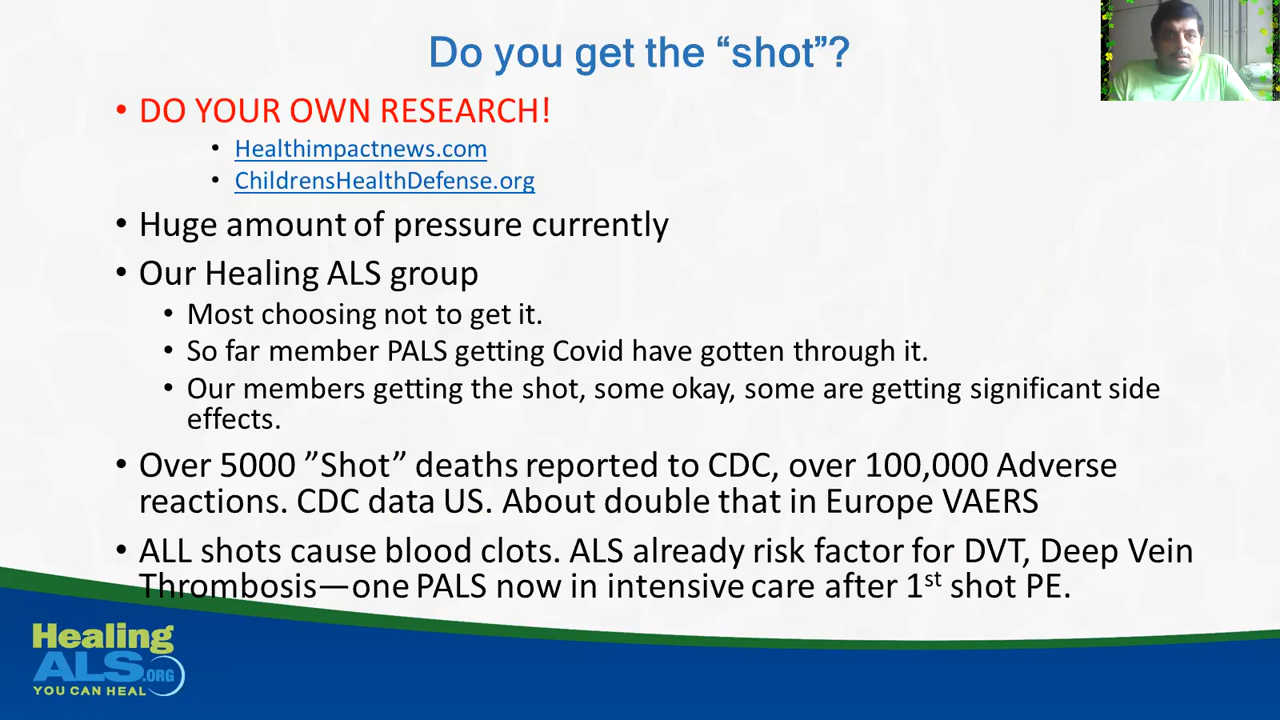 Do you get the “shot”?
• DO YOUR OWN RESEARCH!
• Healthimpactnews.com
• ChildrensHealthDefense.org
• Huge amount of pressure currently
• Our Healing ALS group
• Most choosing not to get it.
• So far member PALS getting Covid have gotten through it.
• Our members getting the shot, some okay, some are getting significant side
effects.
• Over 5000 ”Shot” deaths reported to CDC, over 100,000 Adverse
reactions. CDC data US. About double that in Europe VAERS
• ALL shots cause blood clots. ALS already risk factor for DVT, Deep Vein
Thrombosis—one PALS now in intensive care after 1st shot PE.
Healing
ALS.ORG
YOU CAN HEAL